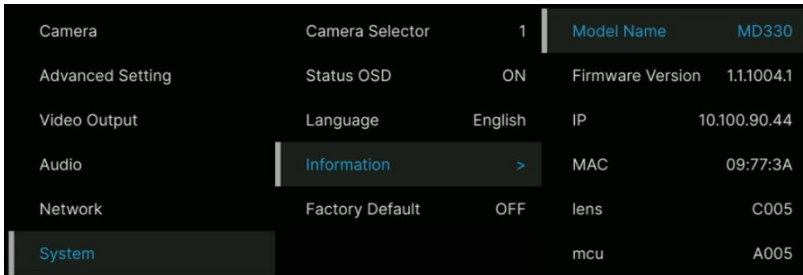 Camera
Advanced Setting
Video Output
Audio
Network
System
Camera Selector 1
Status OSD ON
Language English
Information >
Factory Default OFF
Model Name MD330
Firmware Version 1.1.1004.1
IP 10.100.90.44
MAC 09:77:3A
lens C005
mcu A005